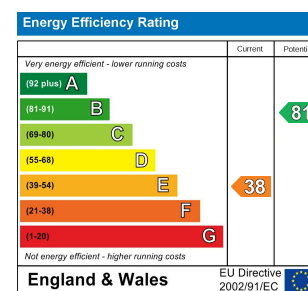 Energy Efficiency Rating
Current Potenti
Very energy efficient - lower running costs
(92 plus) A
(81-91) B
81
(69-80) C
(55-68) D
(39-54) E
38
(21-38) F
(1-20) G
Not energy efficient - higher running costs
England & Wales
EU Directive
2002/91/EC